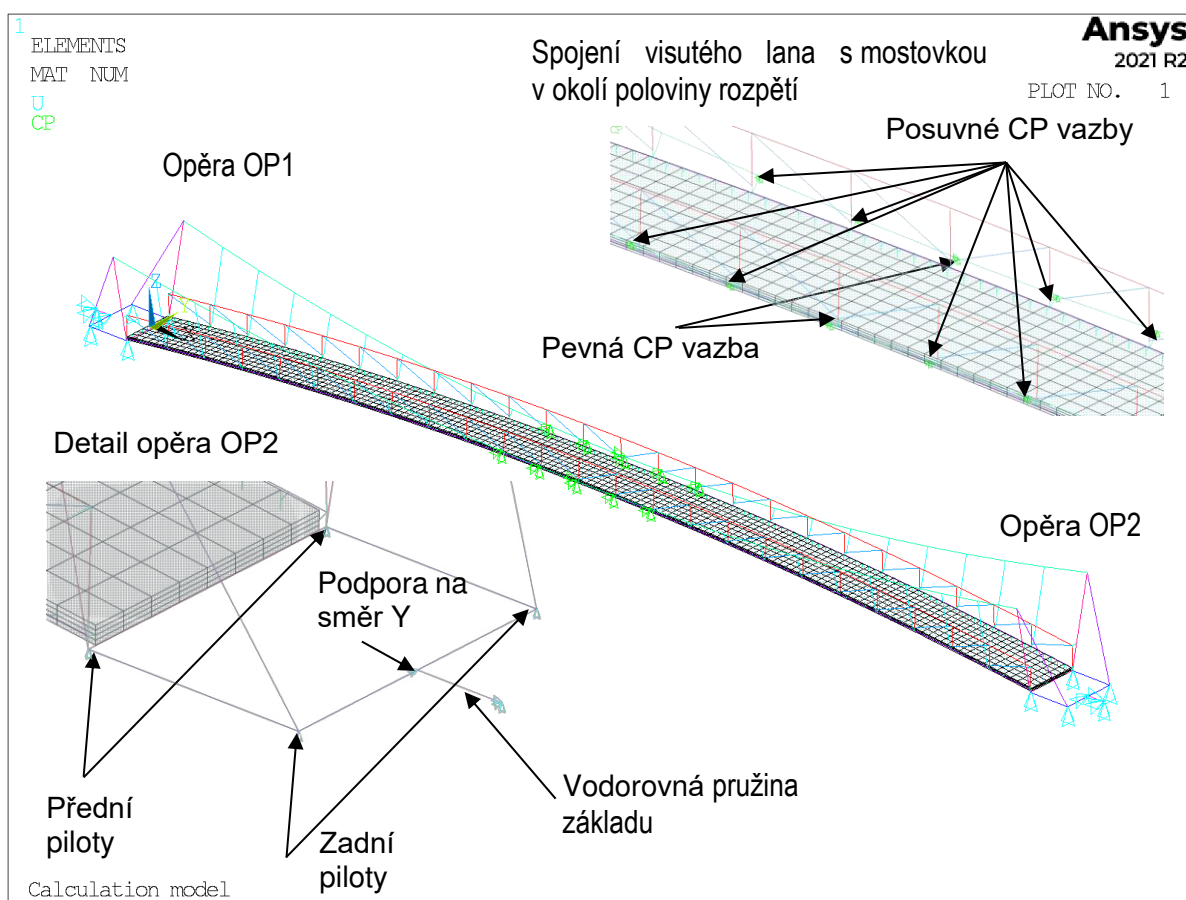 1
ELEMENTS
MAT NUM
U
CP
Spojení visutého lana s mostovkou
v okolí poloviny rozpětí
Ansys
2021 R2
PLOT NO. 1
Opěra OP1
CP
Posuvné CP vazby
Pevná CP vazba
Z
Y
Detail opěra OP2
Opěra OP2
Podpora na
směr Y
Vodorovná pružina
základu
Přední
piloty
Zadní
piloty
Calculation model